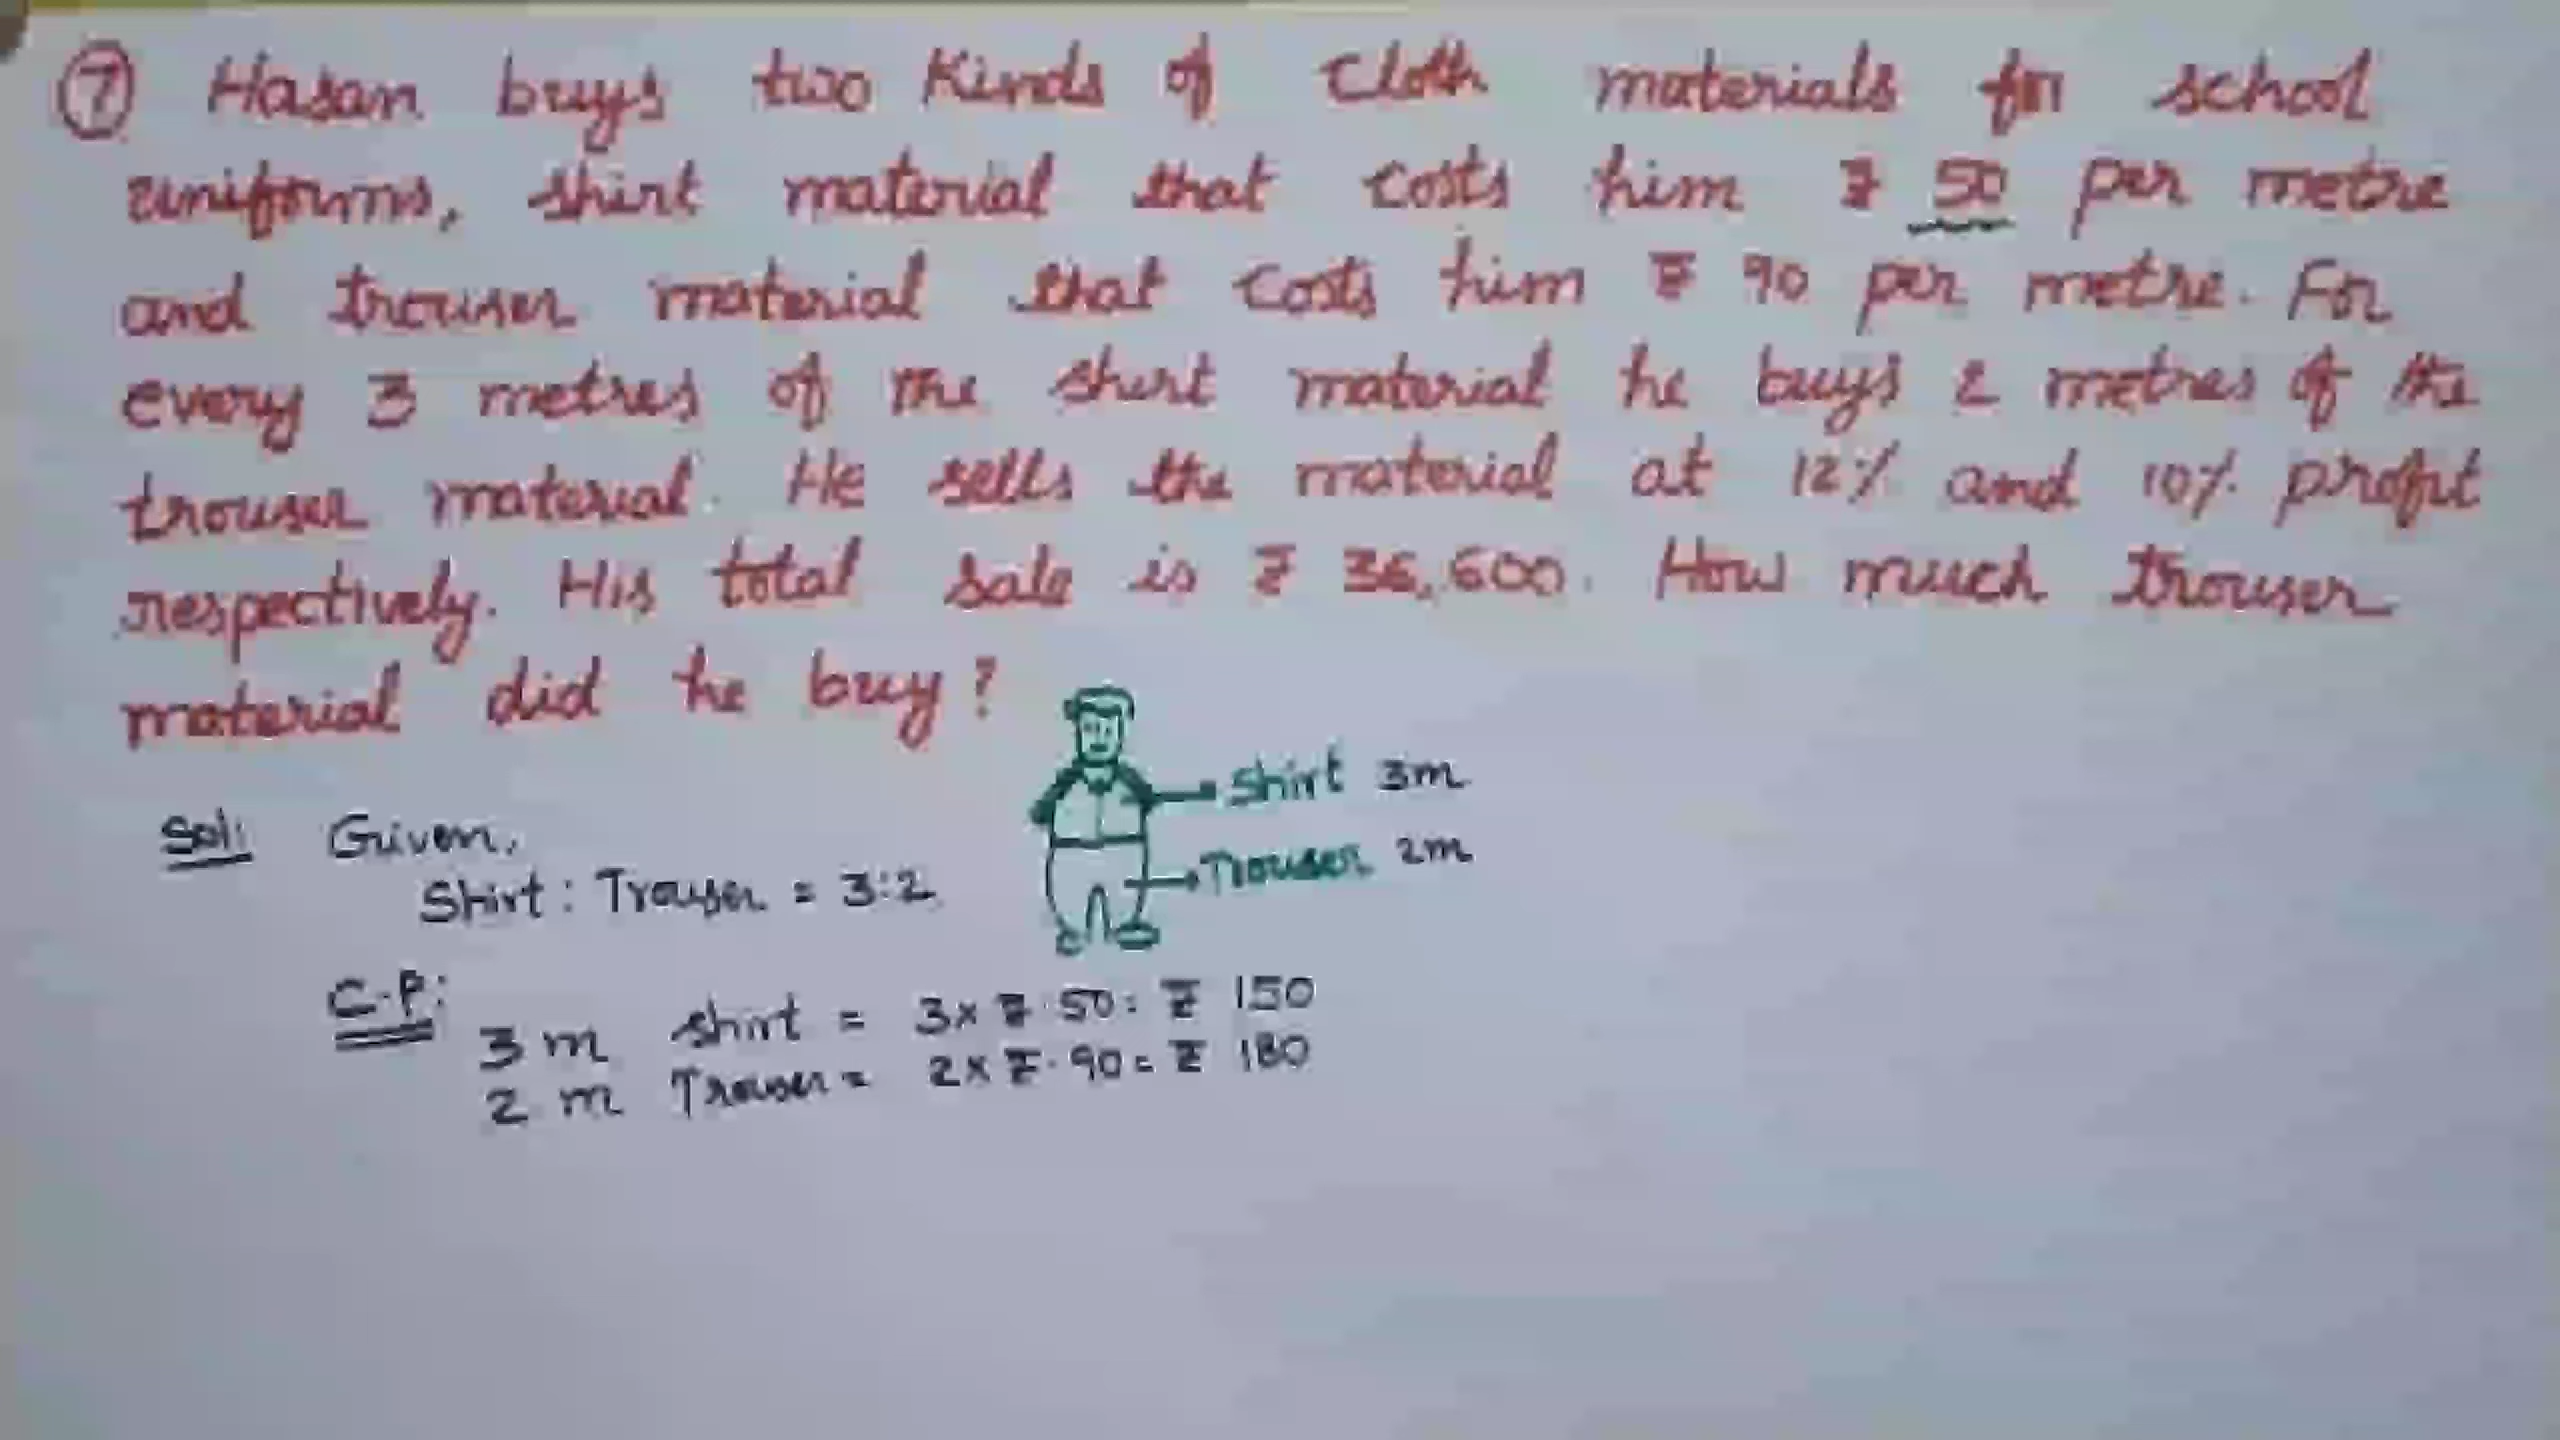 7 Hasan buys two Kinds of Cloth materials for school
uniforms, shirt material that costs him ₹ 50 per metre
and trouser material that costs him ₹ 90 per metre. For
every 3 metres of the shirt material he buys 2 metres of the
trouser material. He sells the material at 12% and 10% profit
respectively. His total sale is ₹ 36,600. How much trouser
material did he buy?
Shirt 3m
Trouser 2m
Sol: Given,
Shirt : Trouser = 3:2
C.P:
3 m shirt = 3 x ₹ 50 = ₹ 150
2 m Trouser = 2 x ₹ 90 = ₹ 180